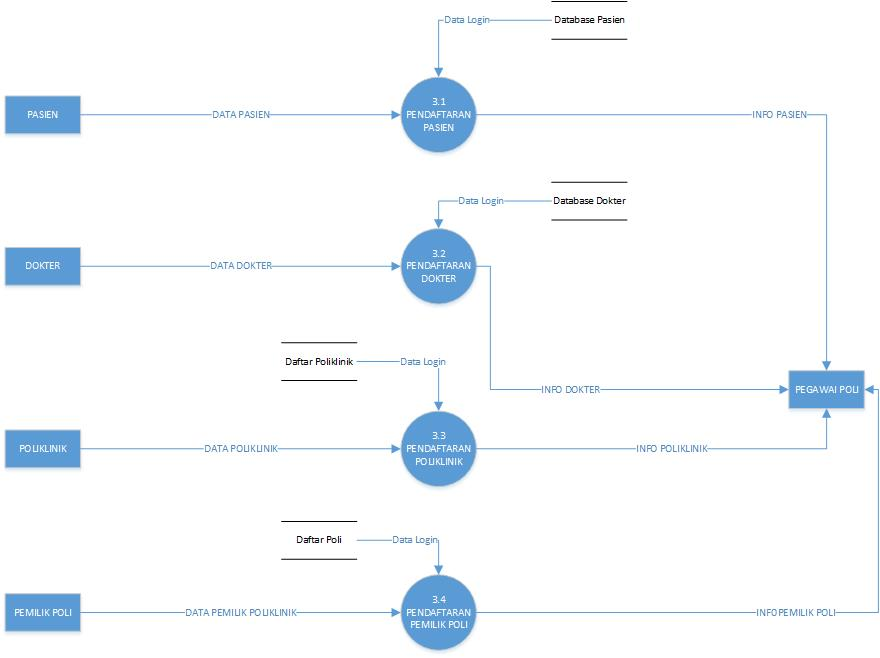 Data Login
Database Pasien
PASIEN
DATA PASIEN
3.1
PENDAFTARAN
PASIEN
INFO PASIEN
Data Login
Database Dokter
DOKTER
DATA DOKTER
3.2
PENDAFTARAN
DOKTER
Daftar Poliklinik
Data Login
INFO DOKTER
PEGAWAI POLI
POLIKLINIK
DATA POLIKLINIK
3.3
PENDAFTARAN
POLIKLINIK
INFO POLIKLINIK
Daftar Poli
Data Login
PEMILIK POLI
DATA PEMILIK POLIKLINIK
3.4
PENDAFTARAN
PEMILIK POLI
INFOPEMILIK POLI